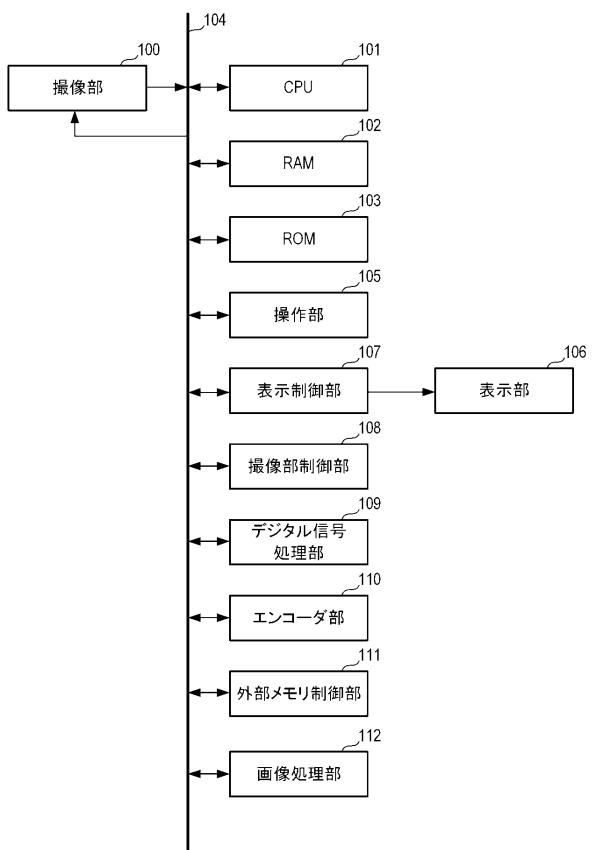 104
100
撮像部
101
CPU
102
RAM
103
ROM
105
操作部
107
表示制御部
106
表示部
108
撮像部制御部
109
デジタル信号
処理部
110
エンコーダ部
111
外部メモリ制御部
112
画像処理部